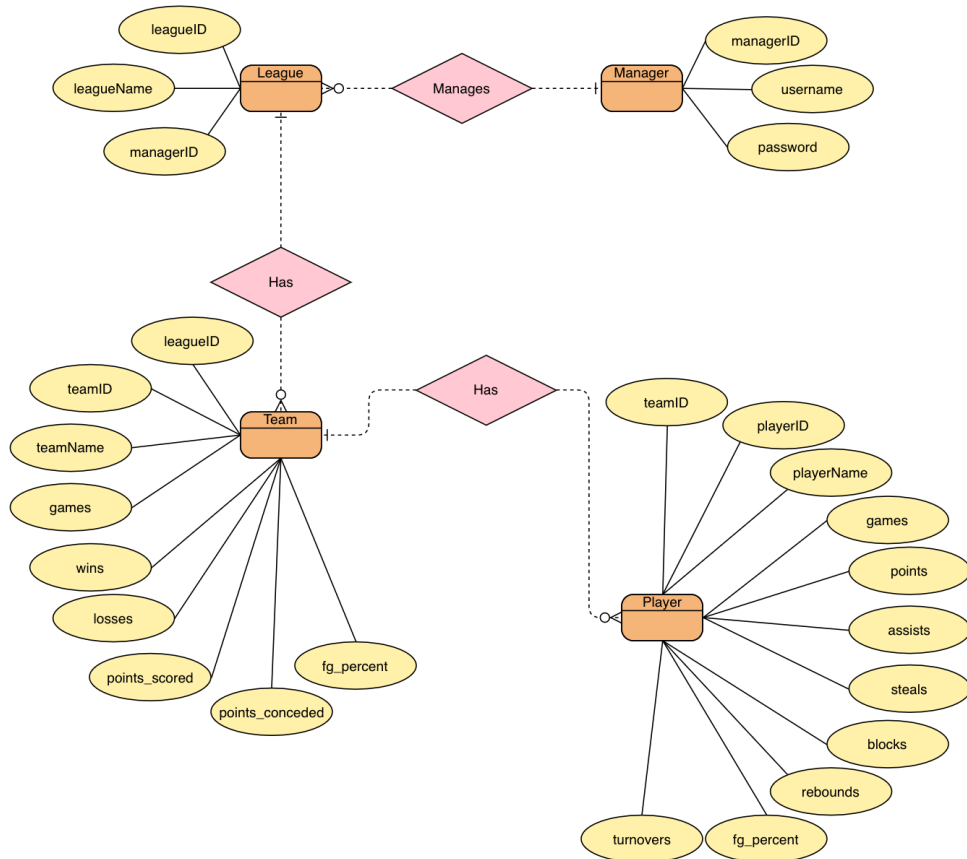 leagueID
managerID
League
Manager
leagueName
Manages
username
managerID
password
Has
leagueID
teamID
Has
teamID
Team
playerID
teamName
playerName
games
games
wins
points
Player
losses
assists
fg_percent
points_scored
steals
points_conceded
blocks
rebounds
turnovers
fg_percent